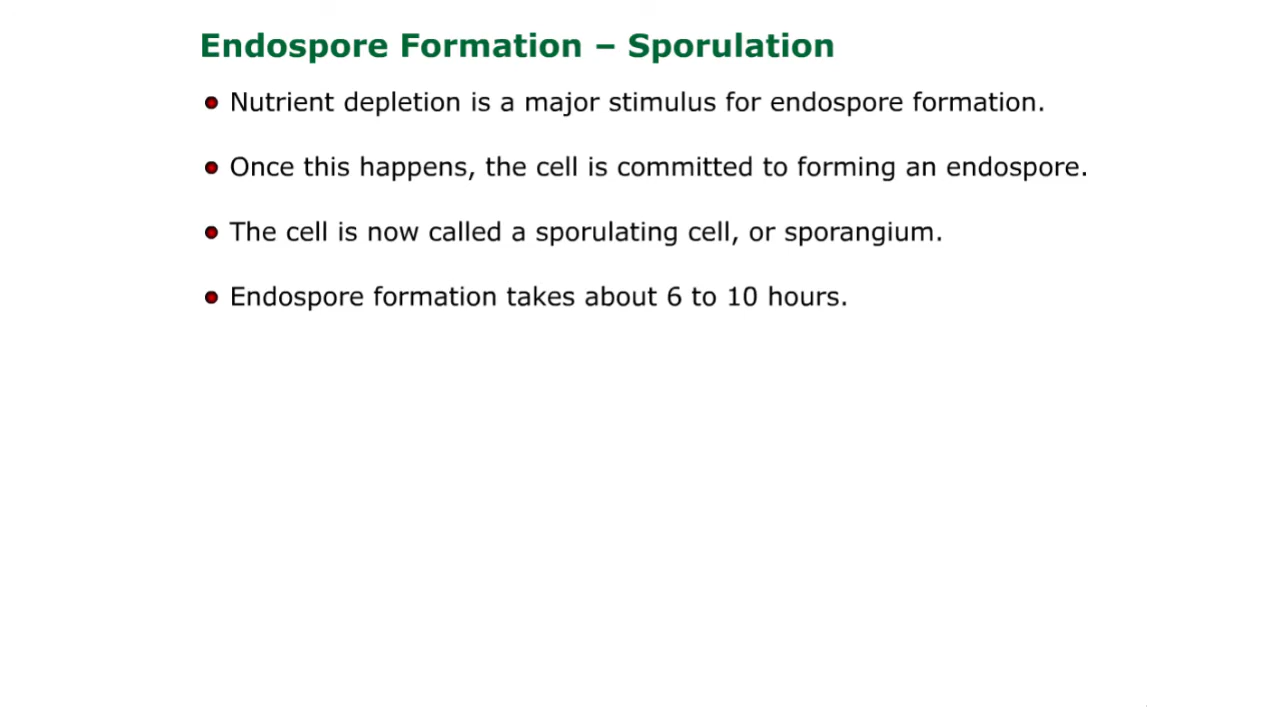 Endospore Formation – Sporulation
Nutrient depletion is a major stimulus for endospore formation.
Once this happens, the cell is committed to forming an endospore.
The cell is now called a sporulating cell, or sporangium.
Endospore formation takes about 6 to 10 hours.